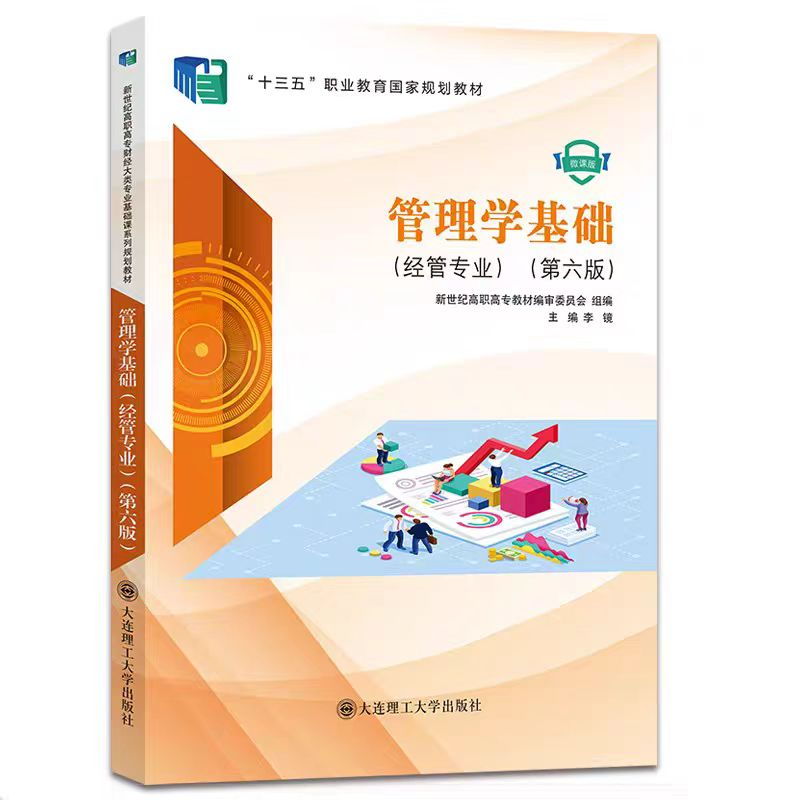 “十三五”职业教育国家规划教材
微课版
管理学基础
（经管专业）（第六版）
新世纪高职高专教材编审委员会 组编
主 编 李 镜
大连理工大学出版社
新世纪高职高专财经大类专业基础课系列规划教材
管理学基础（经管专业）（第六版）
大连理工大学出版社